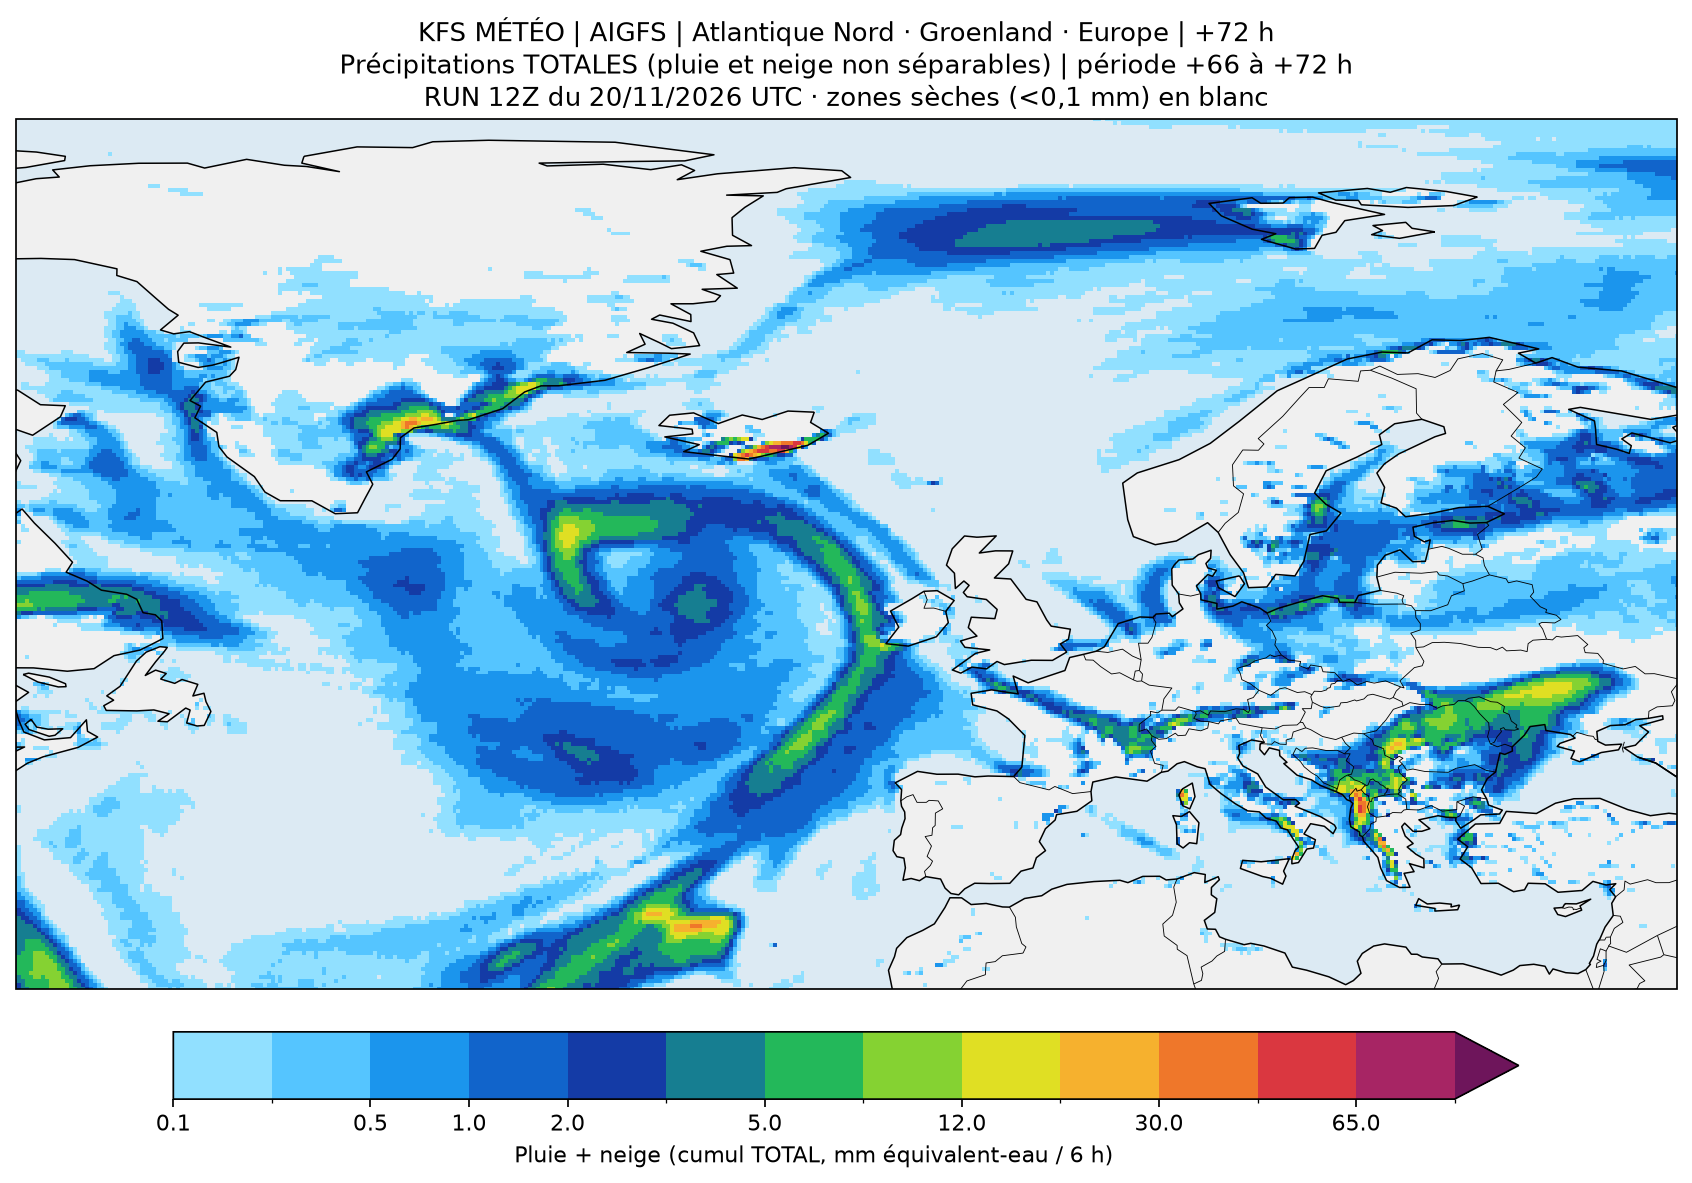 KFS MÉTÉO | AIGFS | Atlantique Nord · Groenland · Europe | +72 h
Précipitations TOTALES (pluie et neige non séparables) | période +66 à +72 h
RUN 12Z du 20/11/2026 UTC · zones sèches (<0,1 mm) en blanc
0.1 0.5 1.0 2.0 5.0 12.0 30.0 65.0
Pluie + neige (cumul TOTAL, mm équivalent-eau / 6 h)